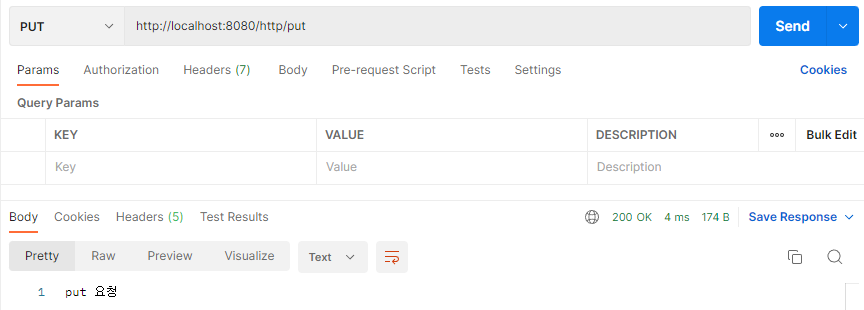 PUT http://localhost:8080/http/put Send
Params Authorization Headers (7) Body Pre-request Script Tests Settings Cookies
Query Params
KEY VALUE DESCRIPTION ••• Bulk Edit
Key Value Description
Body Cookies Headers (5) Test Results 200 OK 4 ms 174 B Save Response
Pretty Raw Preview Visualize Text
1 put 요청